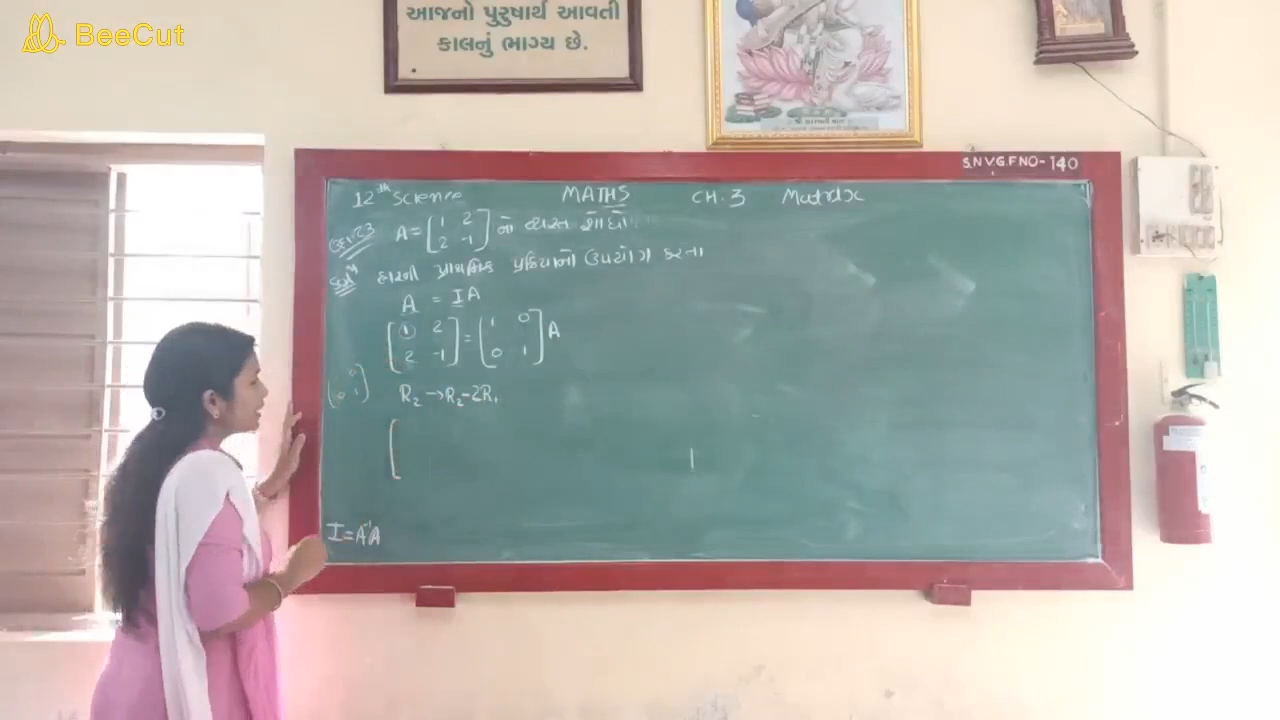 BeeCut
આજનો પુરુષાર્થ આવતી
કાલનું ભાગ્ય છે.
S.N.V.G.F NO-140
12th Science MATHS CH.3 Matrix
A = [1 2 નો વ્યસ્ત શોધો.
2 -1]
હારની પ્રાથમિક પ્રક્રિયાનો ઉપયોગ કરતા
A = IA
[1 2 = [1 0 A
2 -1] 0 1]
R2 → R2-2R1
[
I = A⁻¹A